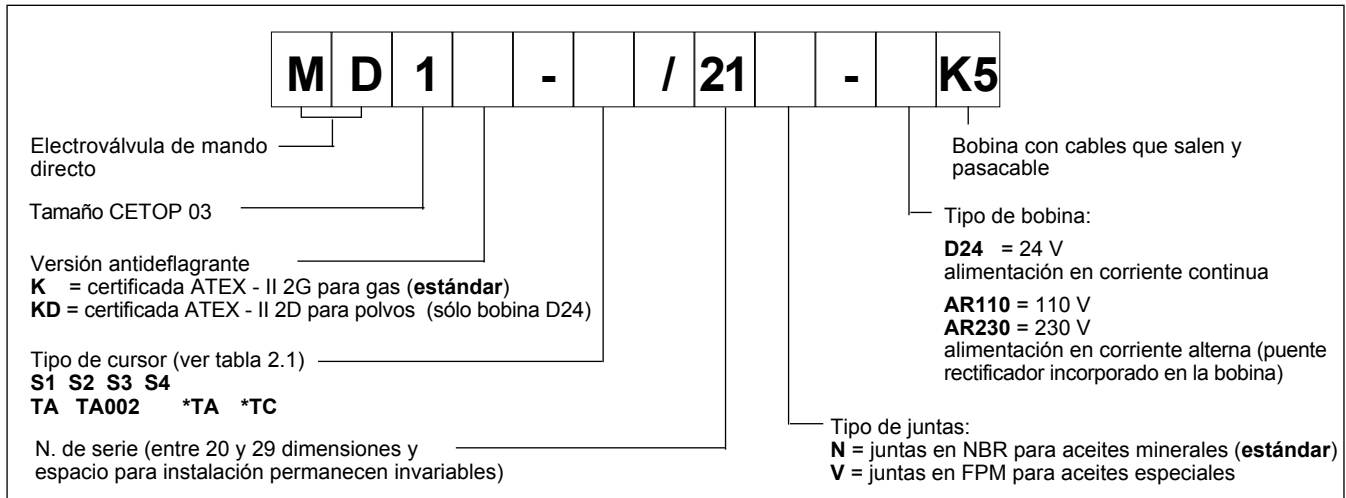 M D 1 - / 21 - K5
Electroválvula de mando
directo
Tamaño CETOP 03
Versión antideflagrante
K = certificada ATEX - II 2G para gas (estándar)
KD = certificada ATEX - II 2D para polvos (sólo bobina D24)
Tipo de cursor (ver tabla 2.1)
S1 S2 S3 S4
TA TA002 *TA *TC
N. de serie (entre 20 y 29 dimensiones y
espacio para instalación permanecen invariables)
Bobina con cables que salen y
pasacable
Tipo de bobina:
D24 = 24 V
alimentación en corriente continua
AR110 = 110 V
AR230 = 230 V
alimentación en corriente alterna (puente
rectificador incorporado en la bobina)
Tipo de juntas:
N = juntas en NBR para aceites minerales (estándar)
V = juntas en FPM para aceites especiales